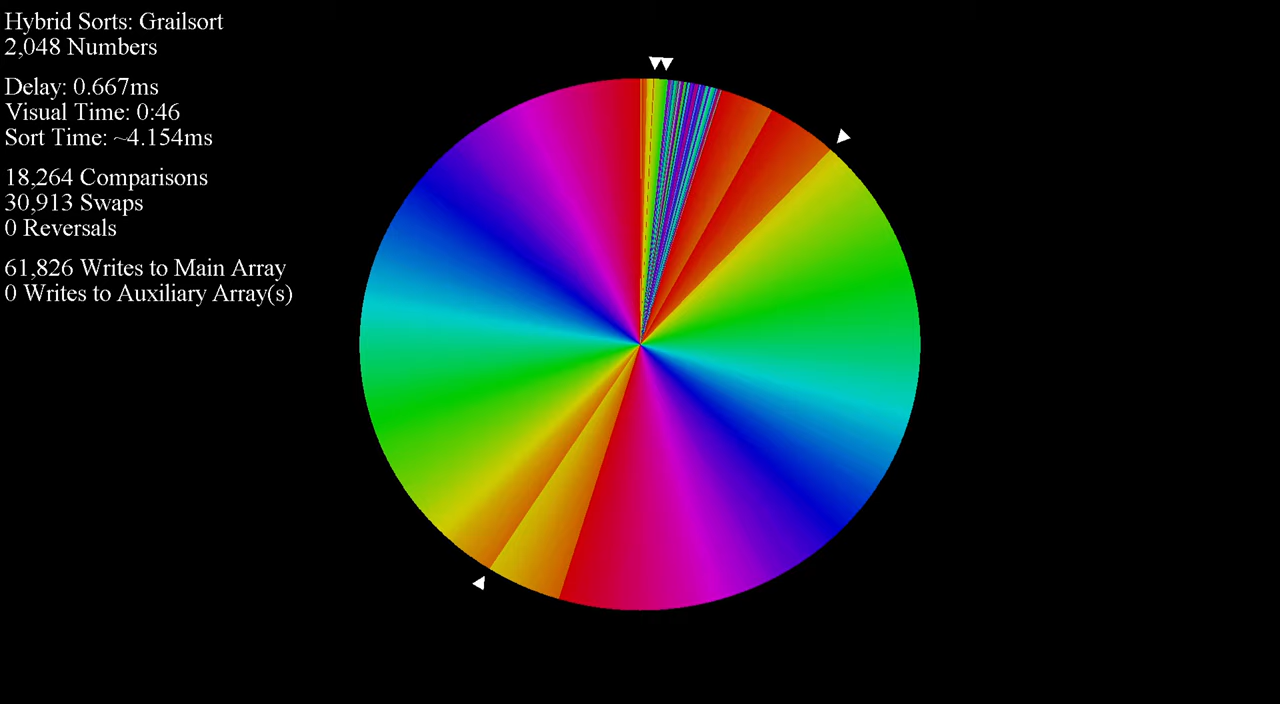 Hybrid Sorts: Grailsort
2,048 Numbers
Delay: 0.667ms
Visual Time: 0:46
Sort Time: ~4.154ms
18,264 Comparisons
30,913 Swaps
0 Reversals
61,826 Writes to Main Array
0 Writes to Auxiliary Array(s)